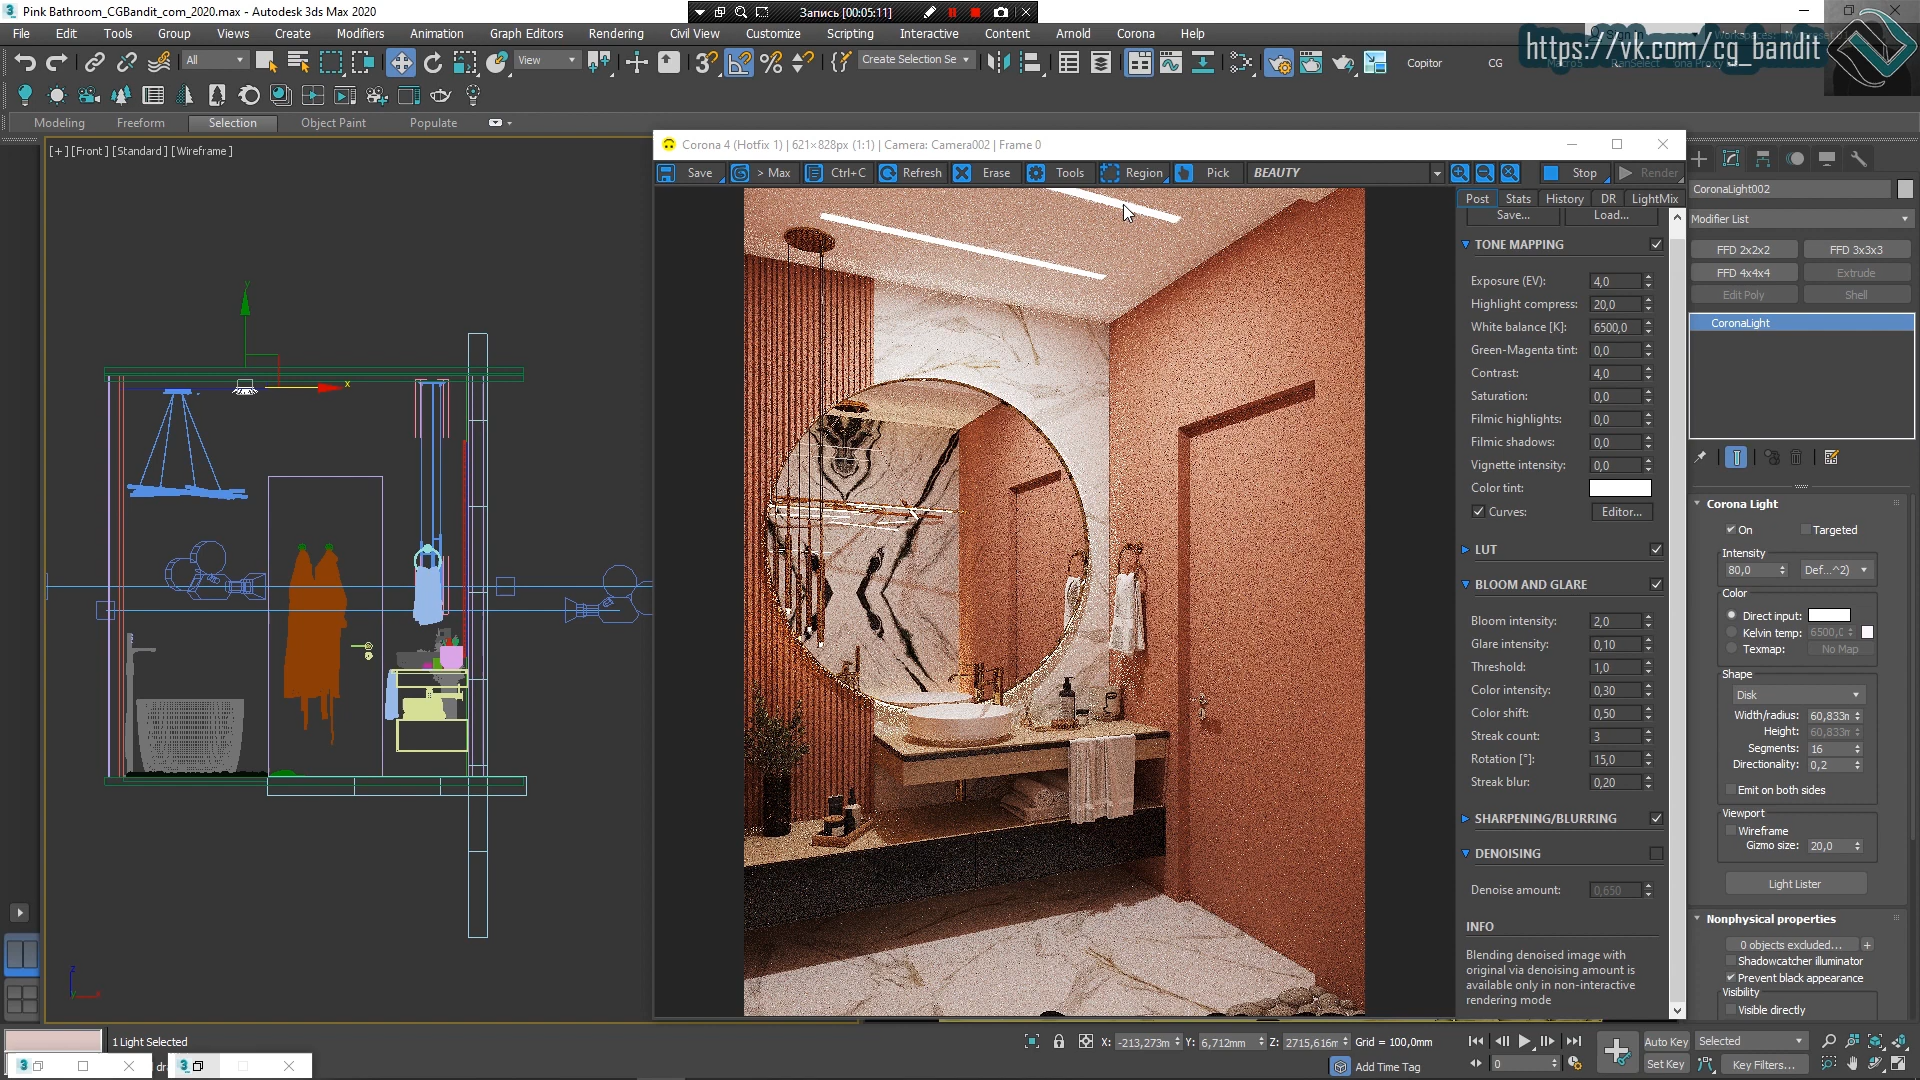 Pink Bathroom_CGBandit_com_2020.max - Autodesk 3ds Max 2020
Запись [00:05:11]
File Edit Tools Group Views Create Modifiers Animation Graph Editors Rendering Civil View Customize Scripting Interactive Content Arnold Corona Help
https://vk.com/cg_bandit
All View Create Selection Se Copitor CG
Modeling Freeform Selection Object Paint Populate
[+] [Front] [Standard] [Wireframe]
Corona 4 (Hotfix 1) | 621×828px (1:1) | Camera: Camera002 | Frame 0
Save > Max Ctrl+C Refresh Erase Tools Region Pick BEAUTY Stop Render
Post Stats History DR LightMix
Save... Load...
TONE MAPPING
Exposure (EV): 4,0
Highlight compress: 20,0
White balance [K]: 6500,0
Green-Magenta tint: 0,0
Contrast: 4,0
Saturation: 0,0
Filmic highlights: 0,0
Filmic shadows: 0,0
Vignette intensity: 0,0
Color tint:
Curves: Editor...
LUT
BLOOM AND GLARE
Bloom intensity: 2,0
Glare intensity: 0,10
Threshold: 1,0
Color intensity: 0,30
Color shift: 0,50
Streak count: 3
Rotation [°]: 15,0
Streak blur: 0,20
SHARPENING/BLURRING
DENOISING
Denoise amount: 0,650
INFO
Blending denoised image with
original via denoising amount is
available only in non-interactive
rendering mode
CoronaLight002
Modifier List
FFD 2x2x2 FFD 3x3x3
FFD 4x4x4 Extrude
Edit Poly Shell
CoronaLight
Corona Light
On Targeted
Intensity
80,0 Def...^2)
Color
Direct input:
Kelvin temp: 6500,0
Texmap: No Map
Shape
Disk
Width/radius: 60,833m
Height: 60,833m
Segments: 16
Directionality: 0,2
Emit on both sides
Viewport
Wireframe
Gizmo size: 20,0
Light Lister
Nonphysical properties
0 objects excluded... +
Shadowcatcher illuminator
Prevent black appearance
Visibility
Visible directly
y
x
z
1 Light Selected
X: -213,273m Y: 6,712mm Z: 2715,616m Grid = 100,0mm
Add Time Tag
0
Auto Key Selected
Set Key Key Filters...